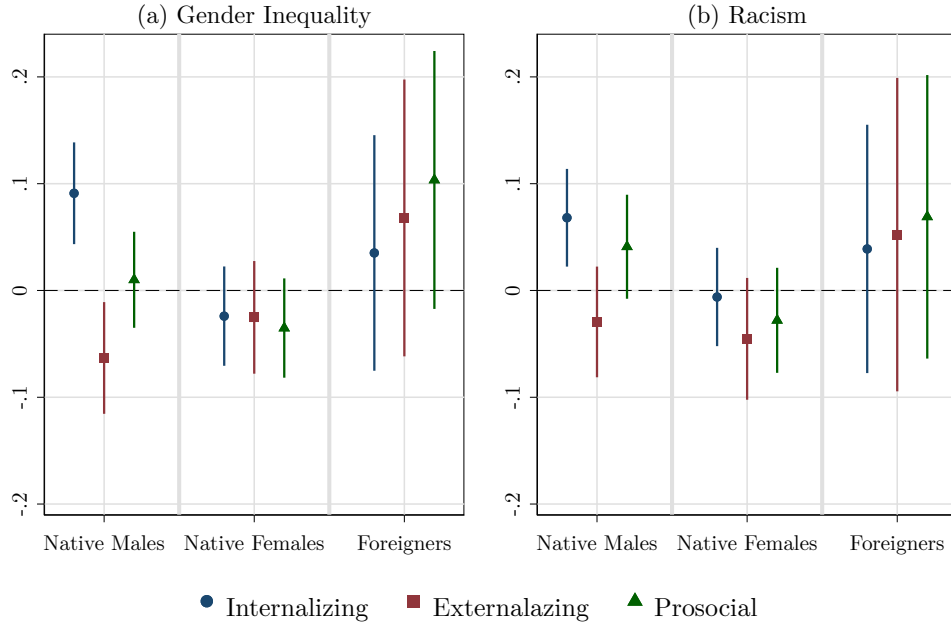 (a) Gender Inequality
(b) Racism
.2
.1
0
-.1
-.2
.2
.1
0
-.1
-.2
Native Males Native Females Foreigners
Native Males Native Females Foreigners
Internalizing Externalazing Prosocial